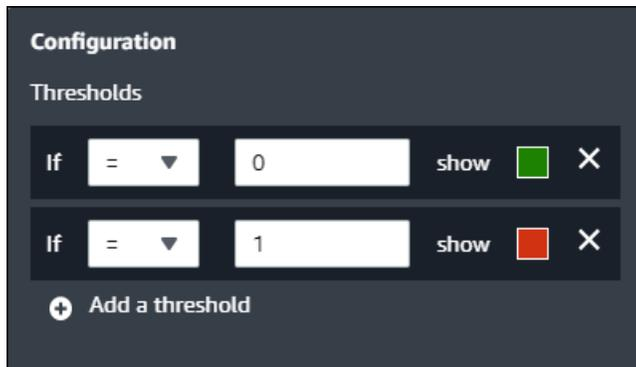 Configuration
Thresholds
If = 0 show
If = 1 show
Add a threshold